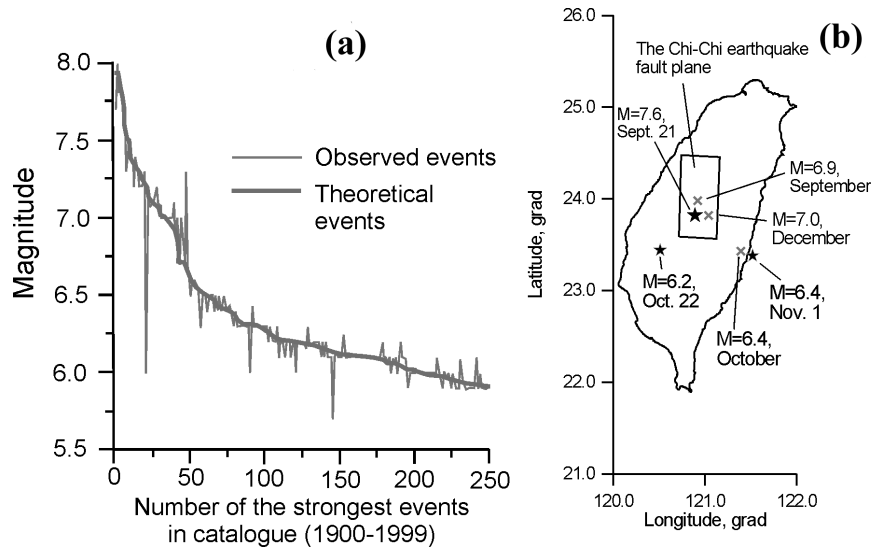 (a)
8.0
7.5
7.0
6.5
6.0
5.5
Magnitude
Observed events
Theoretical
events
0
50
100
150
200
250
Number of the strongest events
in catalogue (1900-1999)
(b)
26.0
25.0
24.0
23.0
22.0
21.0
Latitude, grad
The Chi-Chi earthquake
fault plane
M=7.6,
Sept. 21
M=6.9,
September
M=7.0,
December
M=6.2,
Oct. 22
M=6.4,
Nov. 1
M=6.4,
October
120.0
121.0
122.0
Longitude, grad